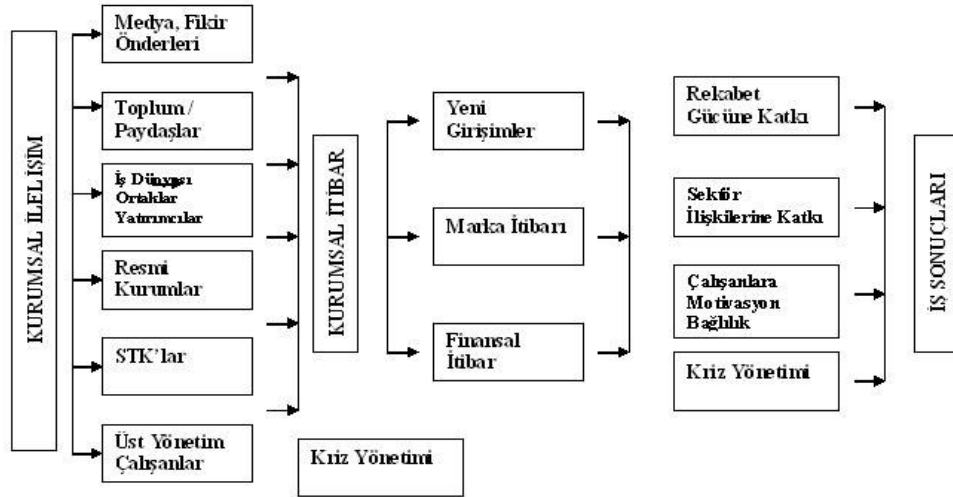 KURUMSAL İLELİŞİM
Medya, Fikir
Önderleri
Toplum /
Paydaşlar
İş Dünyası
Ortaklar
Yatırımcılar
Resmi
Kurumlar
STK'lar
Üst Yönetim
Çalışanlar
KURUMSAL İTİBAR
Kriz Yönetimi
Yeni
Girişimler
Marka İtibarı
Finansal
İtibar
Rekabet
Gücüne Katkı
Sektör
İlişkilerine Katkı
Çalışanlara
Motivasyon
Bağlılık
Kriz Yönetimi
İŞ SONUÇLARI